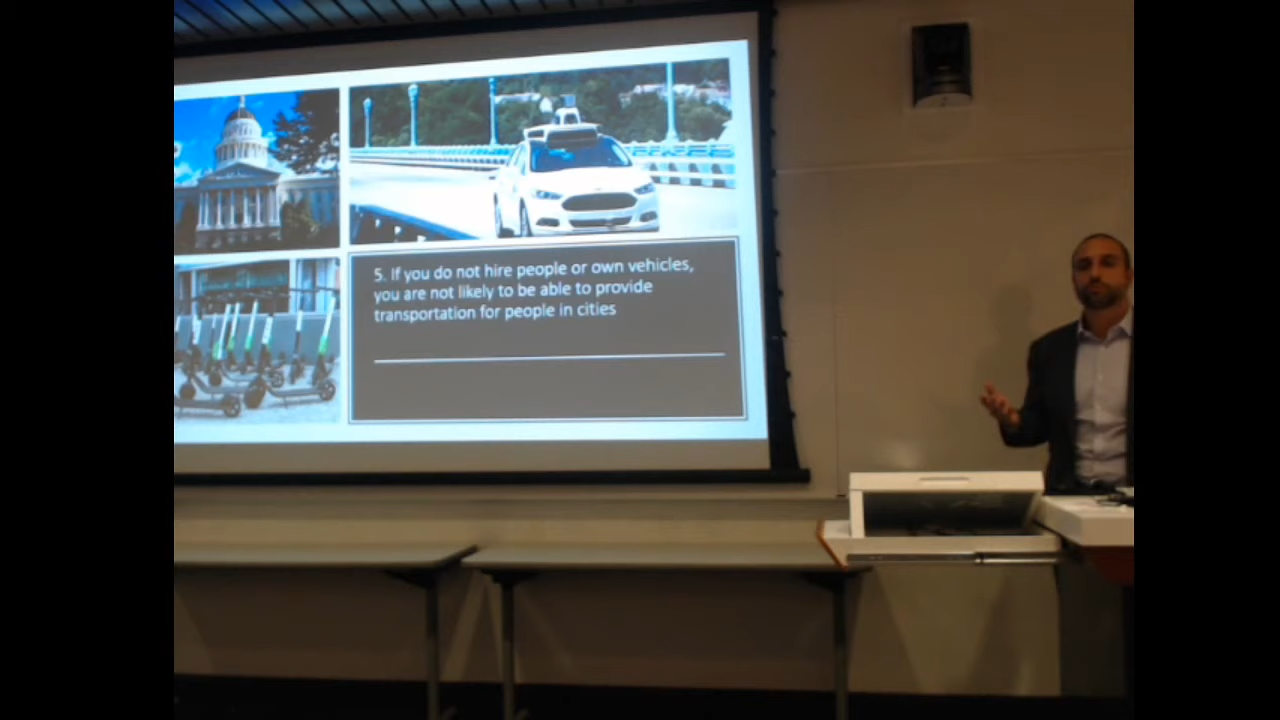 5. If you do not hire people or own vehicles,
you are not likely to be able to provide
transportation for people in cities